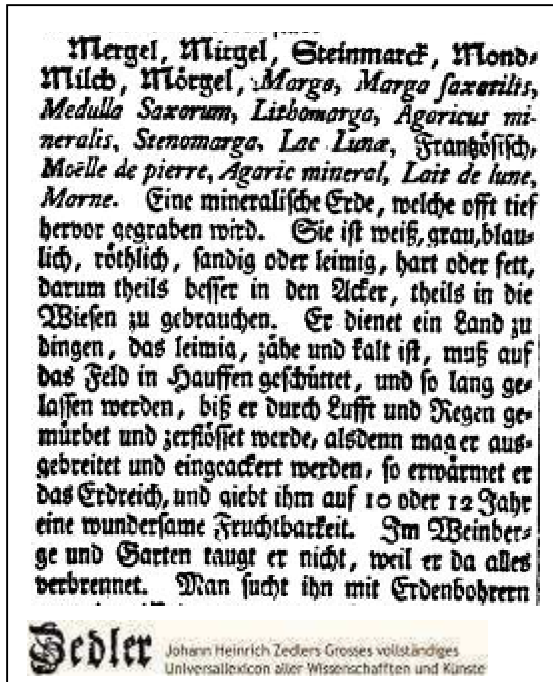 Mergel, Mirgel, Steinmarck, Mond-
Milch, Mörgel, Marga, Marga saxatilis,
Medulla Saxorum, Lithomarga, Agaricus mi-
neralis, Stenomarga, Lac Lunæ, Frantzösisch,
Moëlle de pierre, Agaric mineral, Lait de lune,
Marne. Eine mineralische Erde, welche offt tief
hervor gegraben wird. Sie ist weiß, grau, blau-
lich, röthlich, sandig oder leimig, hart oder fett,
darum theils besser in den Acker, theils in die
Wiesen zu gebrauchen. Er dienet ein Land zu
dingen, das leimig, zähe und kalt ist, muß auf
das Feld in Hauffen geschüttet, und so lang ge-
lassen werden, biß er durch Lufft und Regen ge-
mürbet und zerflösset werde, alsdenn mag er aus-
gebreitet und eingeackert werden, so erwärmet er
das Erdreich, und giebt ihm auf 10 oder 12 Jahr
eine wundersame Fruchtbarkeit. Im Weinber-
ge und Garten taugt er nicht, weil er da alles
verbrennet. Man sucht ihn mit Erdenbohrern
Zedler Johann Heinrich Zedlers Grosses vollständiges
Universallexicon aller Wissenschafften und Künste